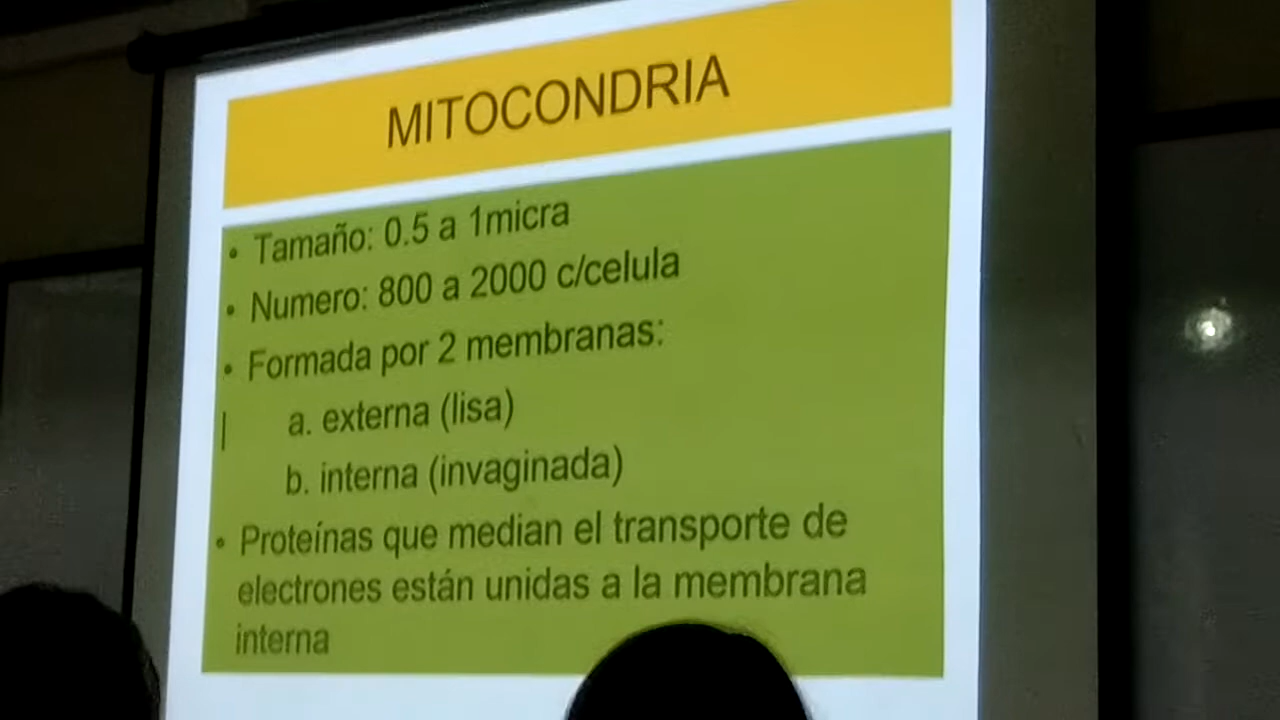 MITOCONDRIA
• Tamaño: 0.5 a 1micra
• Numero: 800 a 2000 c/celula
• Formada por 2 membranas:
a. externa (lisa)
b. interna (invaginada)
• Proteínas que median el transporte de
electrones están unidas a la membrana
interna